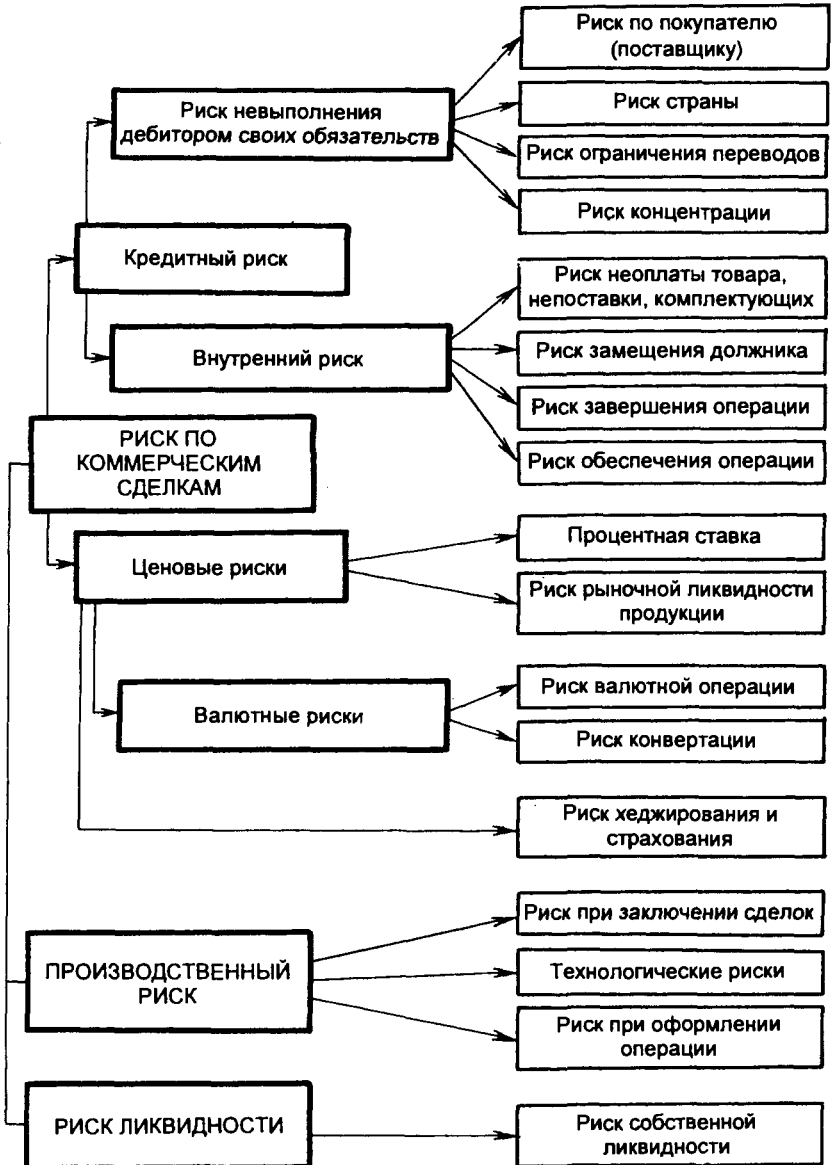 Риск по покупателю
(поставщику)
Риск невыполнения
дебитором своих обязательств
Риск страны
Риск ограничения переводов
Риск концентрации
Кредитный риск
Риск неоплаты товара,
непоставки, комплектующих
Внутренний риск
Риск замещения должника
Риск завершения операции
Риск обеспечения операции
РИСК ПО
КОММЕРЧЕСКИМ
СДЕЛКАМ
Ценовые риски
Процентная ставка
Риск рыночной ликвидности
продукции
Валютные риски
Риск валютной операции
Риск конвертации
Риск хеджирования и
страхования
ПРОИЗВОДСТВЕННЫЙ
РИСК
Риск при заключении сделок
Технологические риски
Риск при оформлении
операции
РИСК ЛИКВИДНОСТИ
Риск собственной
ликвидности